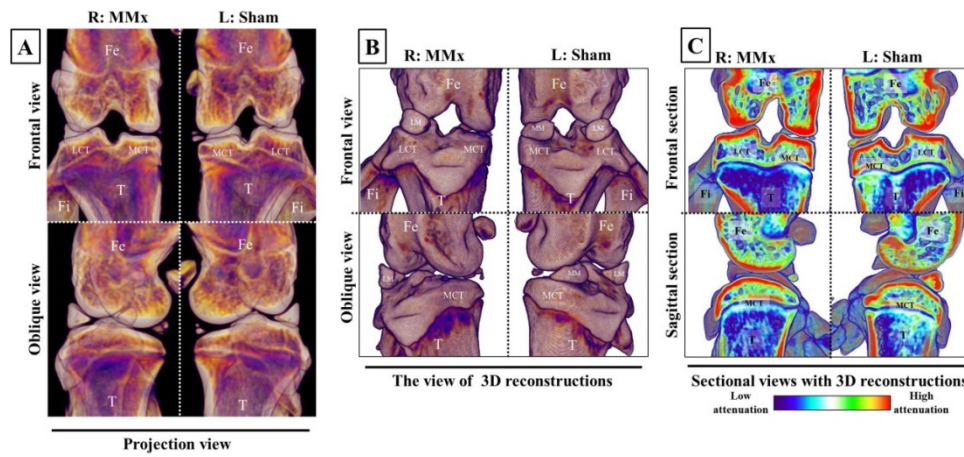 A
R: MMx
L: Sham
Frontal view
Fe
LCT
MCT
MCT
LCT
T
T
Fi
Fi
Oblique view
Fe
Fe
T
T
Projection view
B
R: MMx
L: Sham
Frontal view
Fe
LM
MM
LM
LCT
MCT
MCT
LCT
Fi
T
T
Fi
Oblique view
Fe
Fe
LM
MM
LM
MCT
MCT
T
T
The view of 3D reconstructions
C
R: MMx
L: Sham
Frontal section
Fe
Fe
LCT
MCT
MCT
LCT
Fi
T
T
Fi
Sagittal section
Fe
Fe
MCT
MCT
T
T
Sectional views with 3D reconstructions
Low attenuation
High attenuation